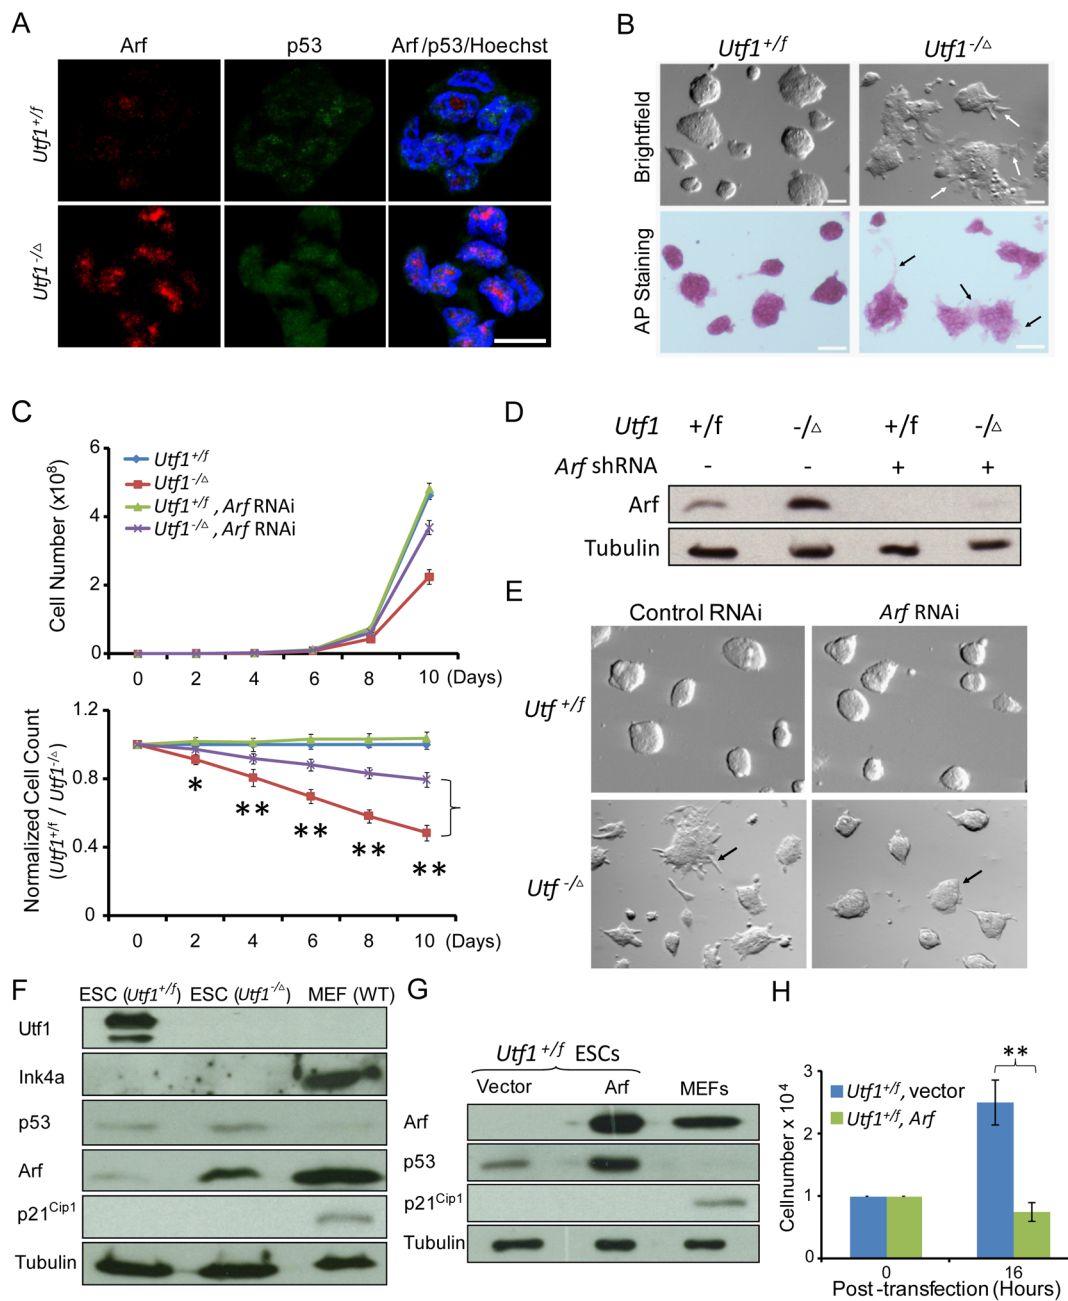 A
Arf p53 Arf/p53/Hoechst
Utf1+/f
Utf1-/△
B
Utf1+/f Utf1-/△
Brightfield
AP Staining
C
Cell Number (x10⁸)
6
4
2
0
Utf1+/f
Utf1-/△
Utf1+/f, Arf RNAi
Utf1-/△, Arf RNAi
0 2 4 6 8 10 (Days)
Normalized Cell Count
(Utf1+/f / Utf1-/△)
1.2
0.8
0.4
0
*
**
**
**
**
0 2 4 6 8 10 (Days)
D
Utf1 +/f -/△ +/f -/△
Arf shRNA - - + +
Arf
Tubulin
E
Control RNAi Arf RNAi
Utf +/f
Utf -/△
F
ESC (Utf1+/f) ESC (Utf1-/△) MEF (WT)
Utf1
Ink4a
p53
Arf
p21Cip1
Tubulin
G
Utf1+/f ESCs
Vector Arf MEFs
Arf
p53
p21Cip1
Tubulin
H
**
Cellnumber x 10⁴
3
2
1
0
Utf1+/f, vector
Utf1+/f, Arf
0 16
Post-transfection (Hours)